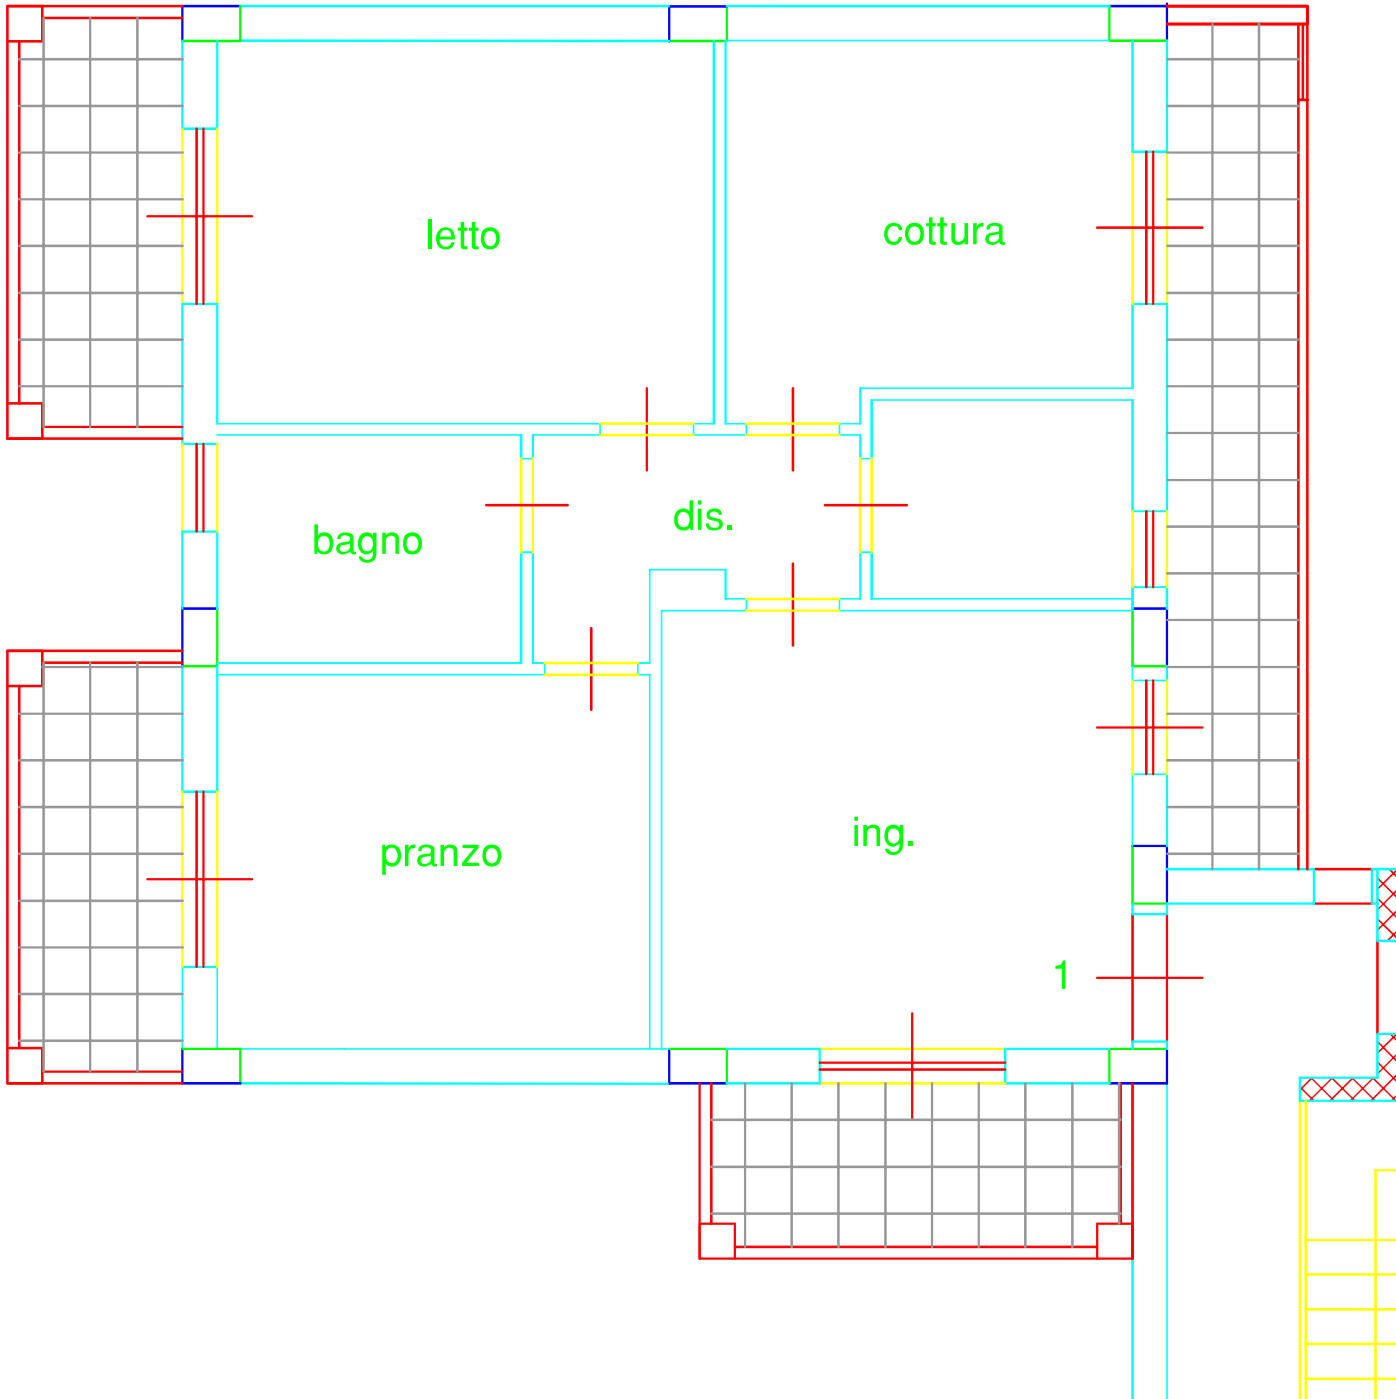 letto
cottura
bagno
dis.
pranzo
ing.
1